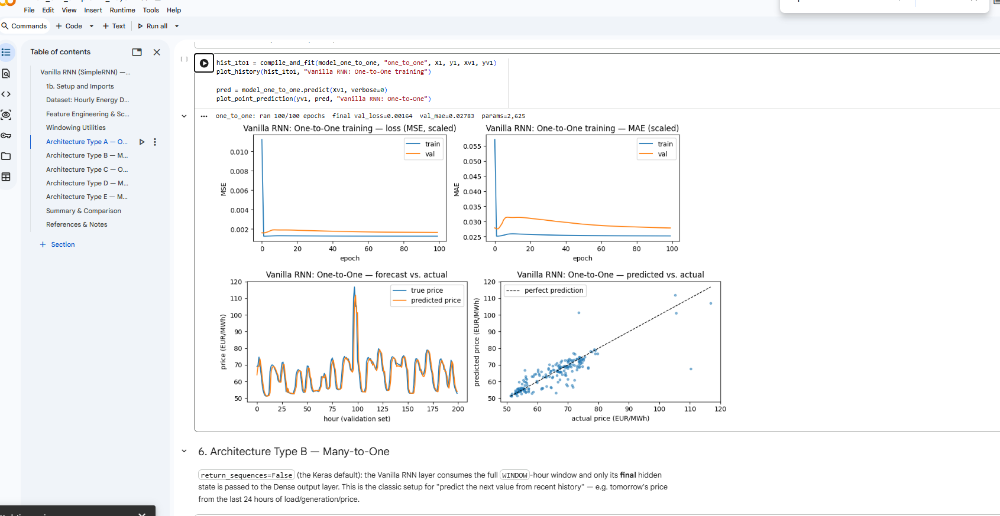 File Edit View Insert Runtime Tools Help
Commands + Code + Text Run all
Table of contents
Vanilla RNN (SimpleRNN) —...
1b. Setup and Imports
Dataset: Hourly Energy D...
Feature Engineering & Sc...
Windowing Utilities
Architecture Type A — O...
Architecture Type B — M...
Architecture Type C — O...
Architecture Type D — M...
Architecture Type E — M...
Summary & Comparison
References & Notes
+ Section
[ ]
hist_1to1 = compile_and_fit(model_one_to_one, "one_to_one", X1, y1, Xv1, yv1)
plot_history(hist_1to1, "Vanilla RNN: One-to-One training")
pred = model_one_to_one.predict(Xv1, verbose=0)
plot_point_prediction(yv1, pred, "Vanilla RNN: One-to-One")
one_to_one: ran 100/100 epochs final val_loss=0.00164 val_mae=0.02783 params=2,625
Vanilla RNN: One-to-One training — loss (MSE, scaled)
train
val
0.010
0.008
0.006
0.004
0.002
MSE
0 20 40 60 80 100
epoch
Vanilla RNN: One-to-One training — MAE (scaled)
train
val
0.055
0.050
0.045
0.040
0.035
0.030
0.025
MAE
0 20 40 60 80 100
epoch
Vanilla RNN: One-to-One — forecast vs. actual
true price
predicted price
120
110
100
90
80
70
60
50
price (EUR/MWh)
0 25 50 75 100 125 150 175 200
hour (validation set)
Vanilla RNN: One-to-One — predicted vs. actual
perfect prediction
120
110
100
90
80
70
60
50
predicted price (EUR/MWh)
50 60 70 80 90 100 110 120
actual price (EUR/MWh)
6. Architecture Type B — Many-to-One
return_sequences=False (the Keras default): the Vanilla RNN layer consumes the full WINDOW-hour window and only its final hidden
state is passed to the Dense output layer. This is the classic setup for "predict the next value from recent history" — e.g. tomorrow's price
from the last 24 hours of load/generation/price.